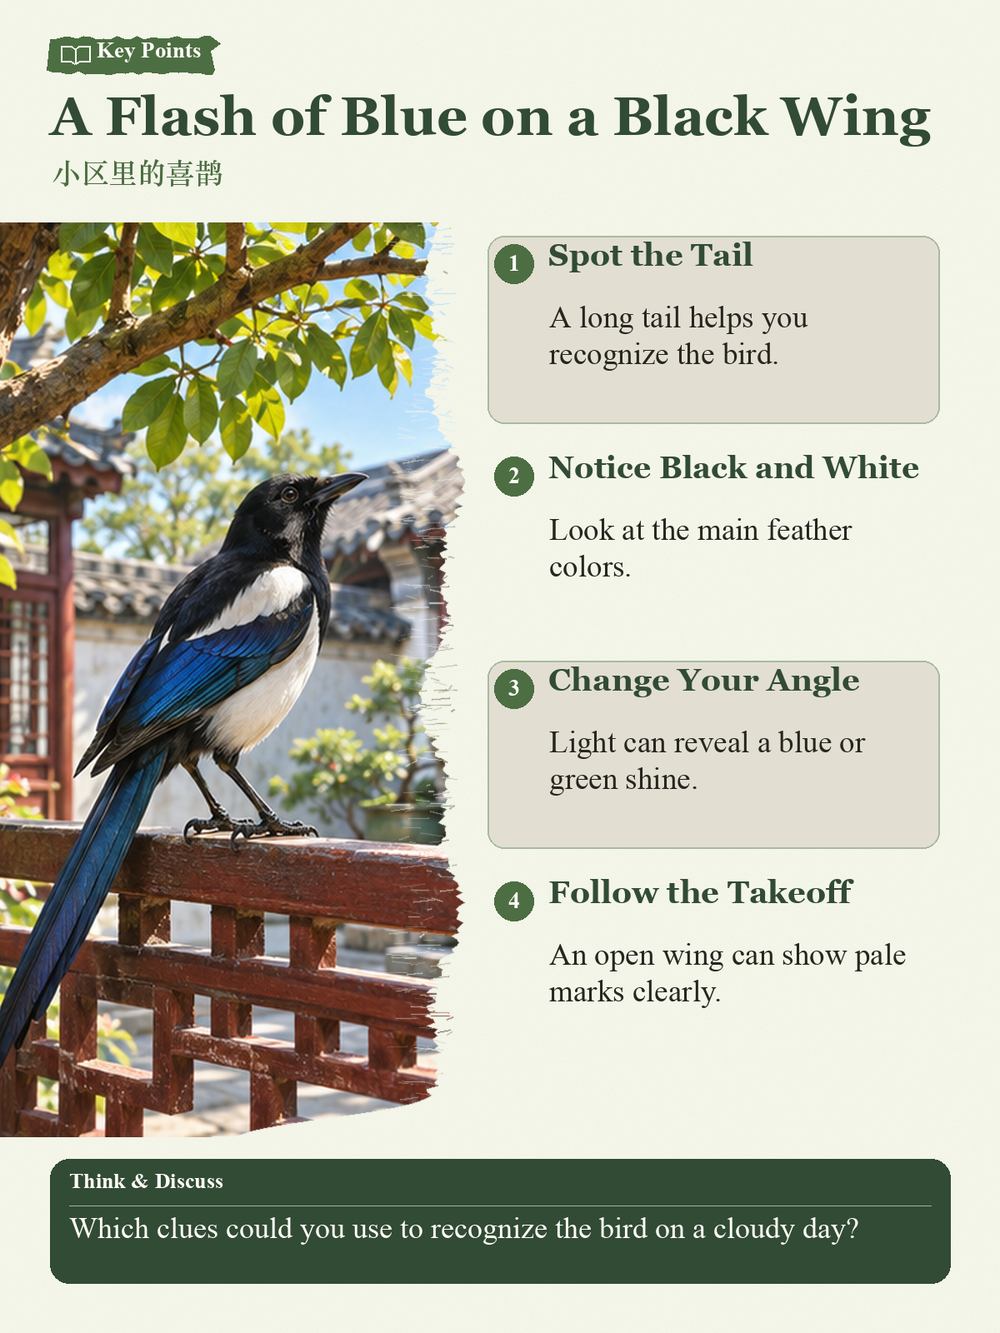 Key Points
A Flash of Blue on a Black Wing
小区里的喜鹊
1 Spot the Tail
A long tail helps you
recognize the bird.
2 Notice Black and White
Look at the main feather
colors.
3 Change Your Angle
Light can reveal a blue or
green shine.
4 Follow the Takeoff
An open wing can show pale
marks clearly.
Think & Discuss
Which clues could you use to recognize the bird on a cloudy day?